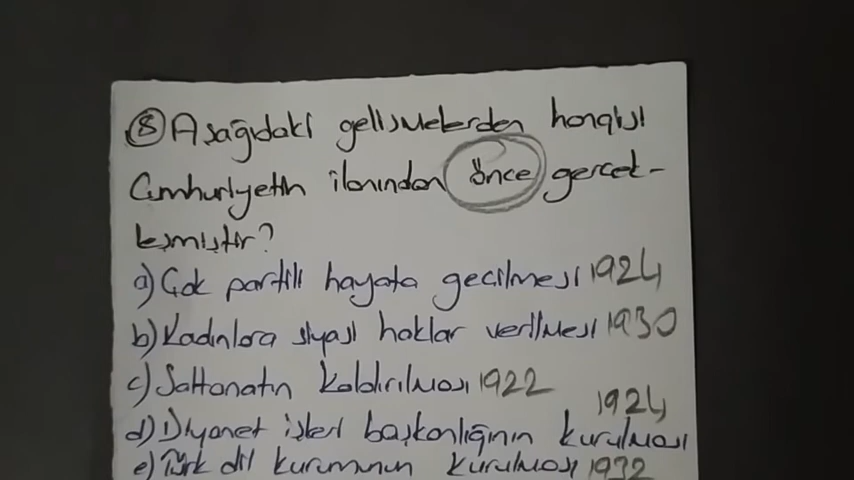 ⑧ Aşağıdaki gelişmelerden hangisi
Cumhuriyetin ilanından önce gerçek-
leşmiştir?
a) Çok partili hayata geçilmesi 1924
b) Kadınlara siyasi haklar verilmesi 1930
c) Saltanatın kaldırılması 1922
1924
d) Diyanet işleri başkanlığının kurulması
e) Türk dil kurumunun kurulması 1932